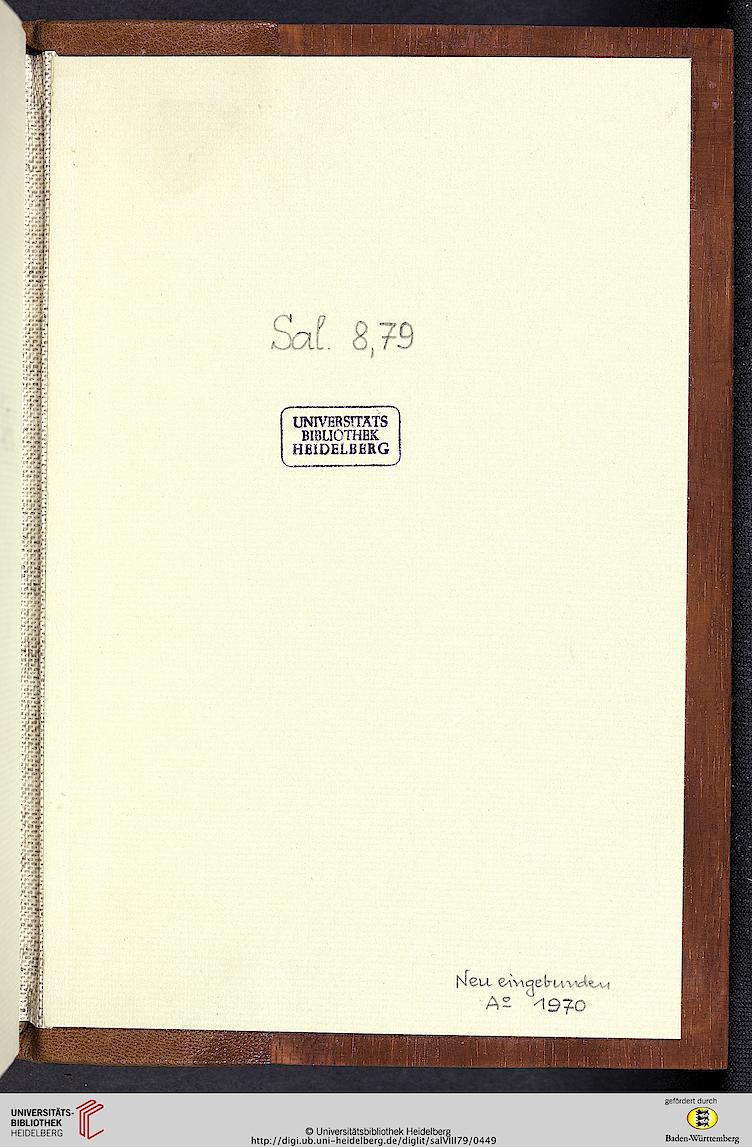 Sal. 8,79
UNIVERSITÄTS
BIBLIOTHEK
HEIDELBERG
Neu eingebunden
Aº 1970
UNIVERSITÄTS-
BIBLIOTHEK
HEIDELBERG
© Universitätsbibliothek Heidelberg
http://digi.ub.uni-heidelberg.de/diglit/salVIII79/0449
gefördert durch
Baden-Württemberg